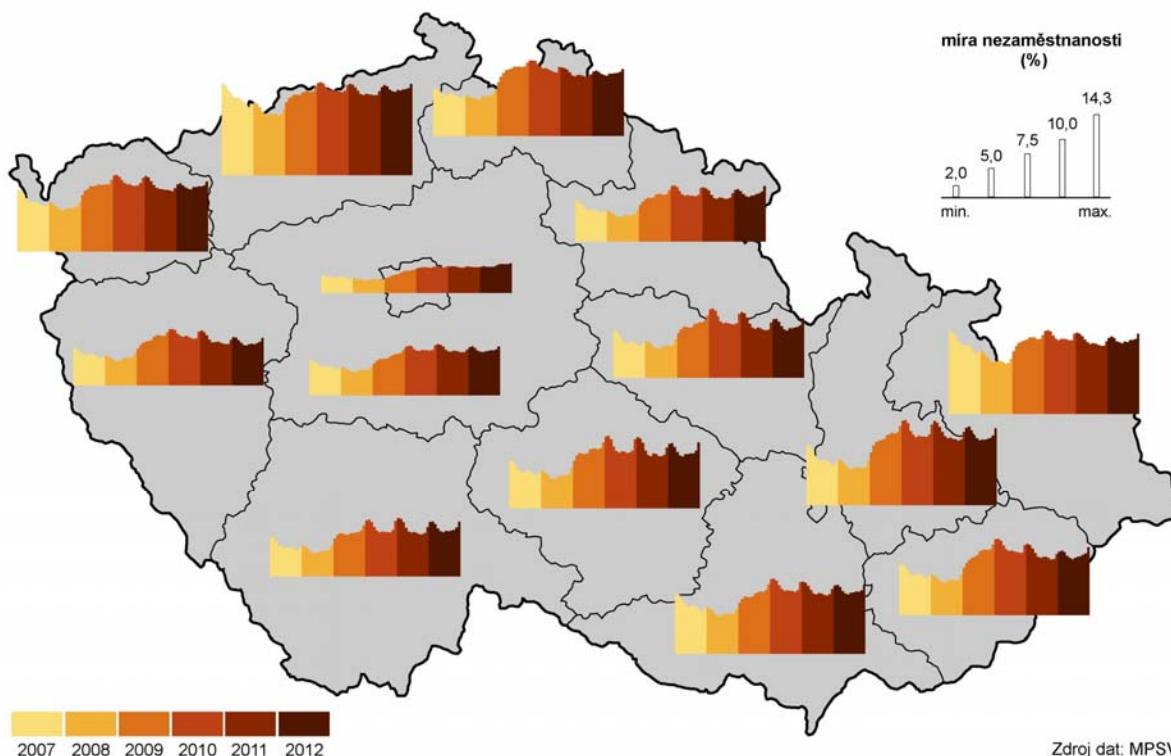 míra nezaměstnanosti
(%)
14,3
10,0
7,5
5,0
2,0
min. max.
2007 2008 2009 2010 2011 2012
Zdroj dat: MPSV